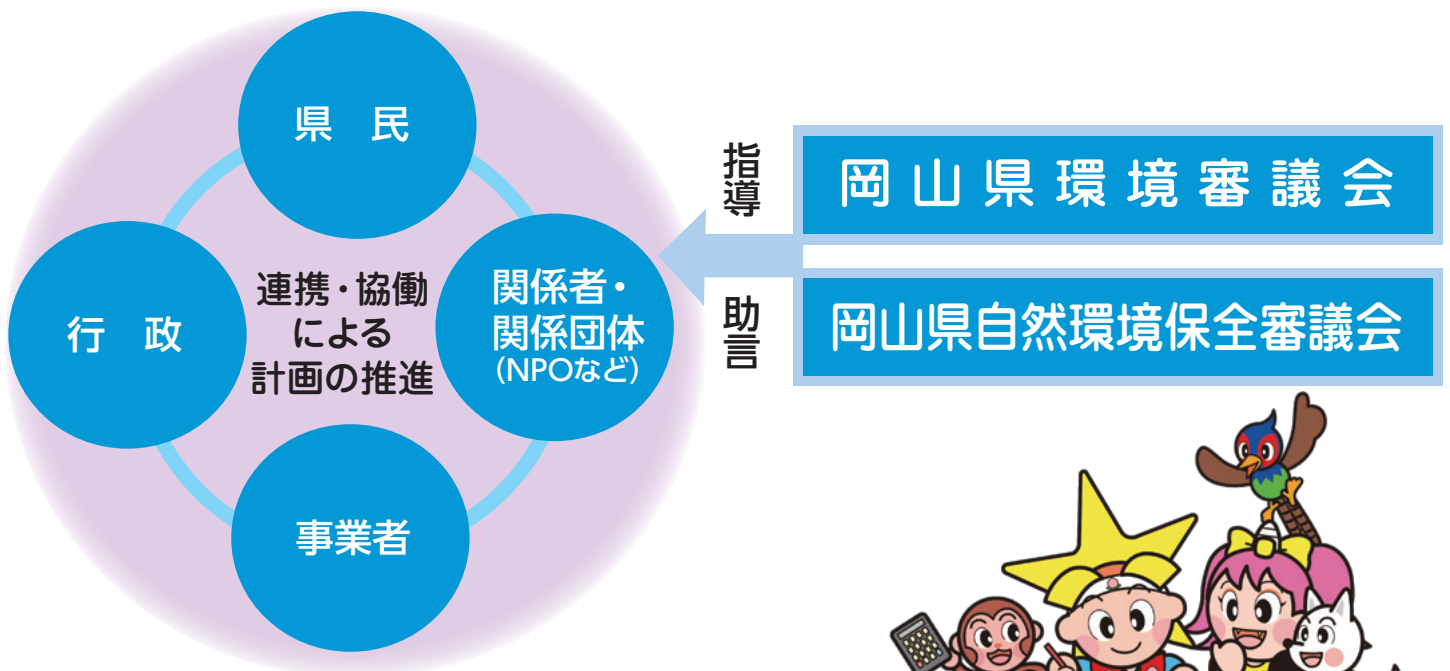 県　民
行　政
連携・協働
による
計画の推進
関係者・
関係団体
（NPOなど）
事業者
指導
助言
岡山県環境審議会
岡山県自然環境保全審議会